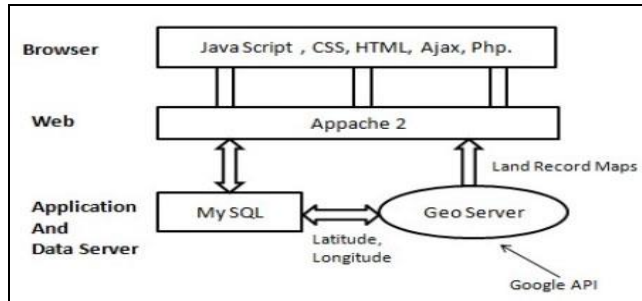 Browser
Java Script , CSS, HTML, Ajax, Php.
Web
Appache 2
Land Record Maps
Application
And
Data Server
My SQL
Geo Server
Latitude,
Longitude
Google API